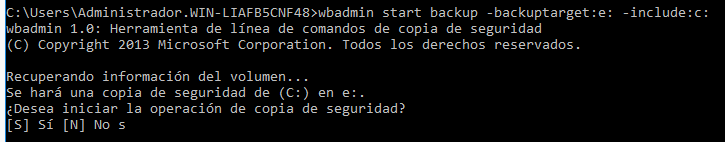 C:\Users\Administrador.WIN-LIAFB5CNF48>wbadmin start backup -backuptarget:e: -include:c:
wbadmin 1.0: Herramienta de línea de comandos de copia de seguridad
(C) Copyright 2013 Microsoft Corporation. Todos los derechos reservados.
Recuperando información del volumen...
Se hará una copia de seguridad de (C:) en e:.
¿Desea iniciar la operación de copia de seguridad?
[S] Sí [N] No s